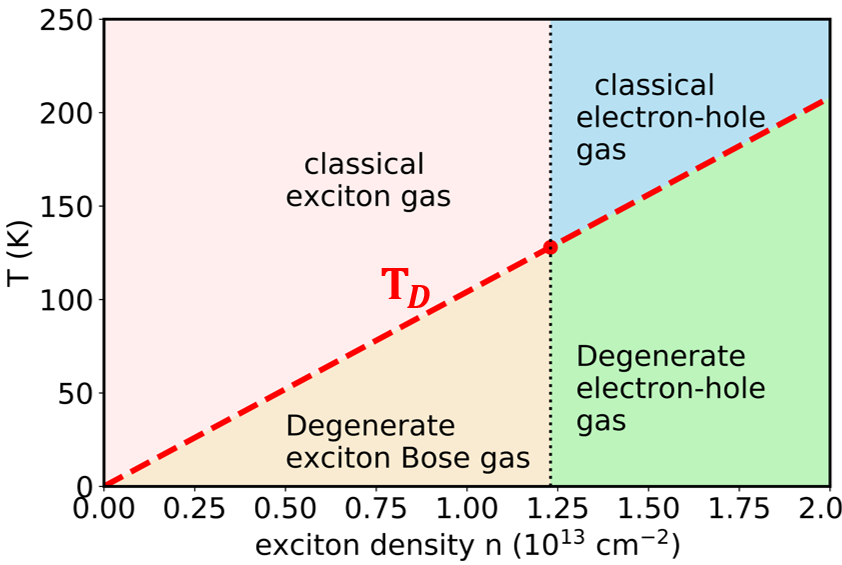 250
200
150
100
50
0
T (K)
classical
exciton gas
classical
electron-hole
gas
T_D
Degenerate
exciton Bose gas
Degenerate
electron-hole
gas
0.00 0.25 0.50 0.75 1.00 1.25 1.50 1.75 2.0
exciton density n (10¹³ cm⁻²)